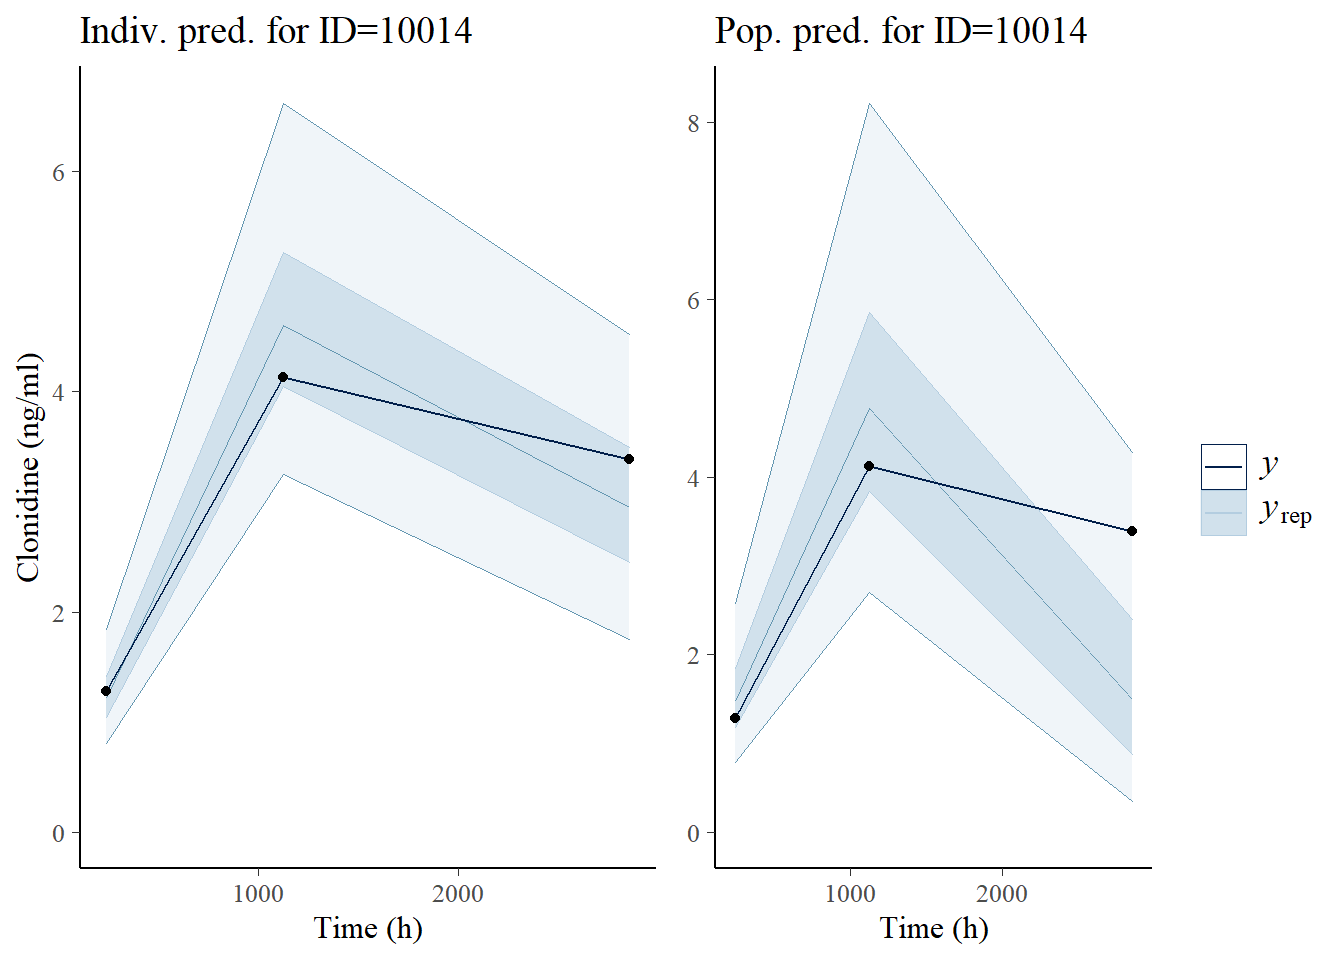 Indiv. pred. for ID=10014
Pop. pred. for ID=10014
Clonidine (ng/ml)
6
4
2
0
1000
2000
Time (h)
8
6
4
2
0
1000
2000
Time (h)
y
yrep